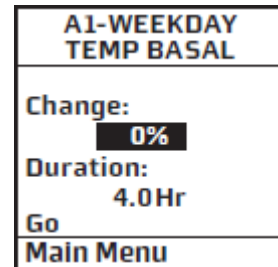 A1-WEEKDAY
TEMP BASAL
Change:
0%
Duration:
4.0Hr
Go
Main Menu